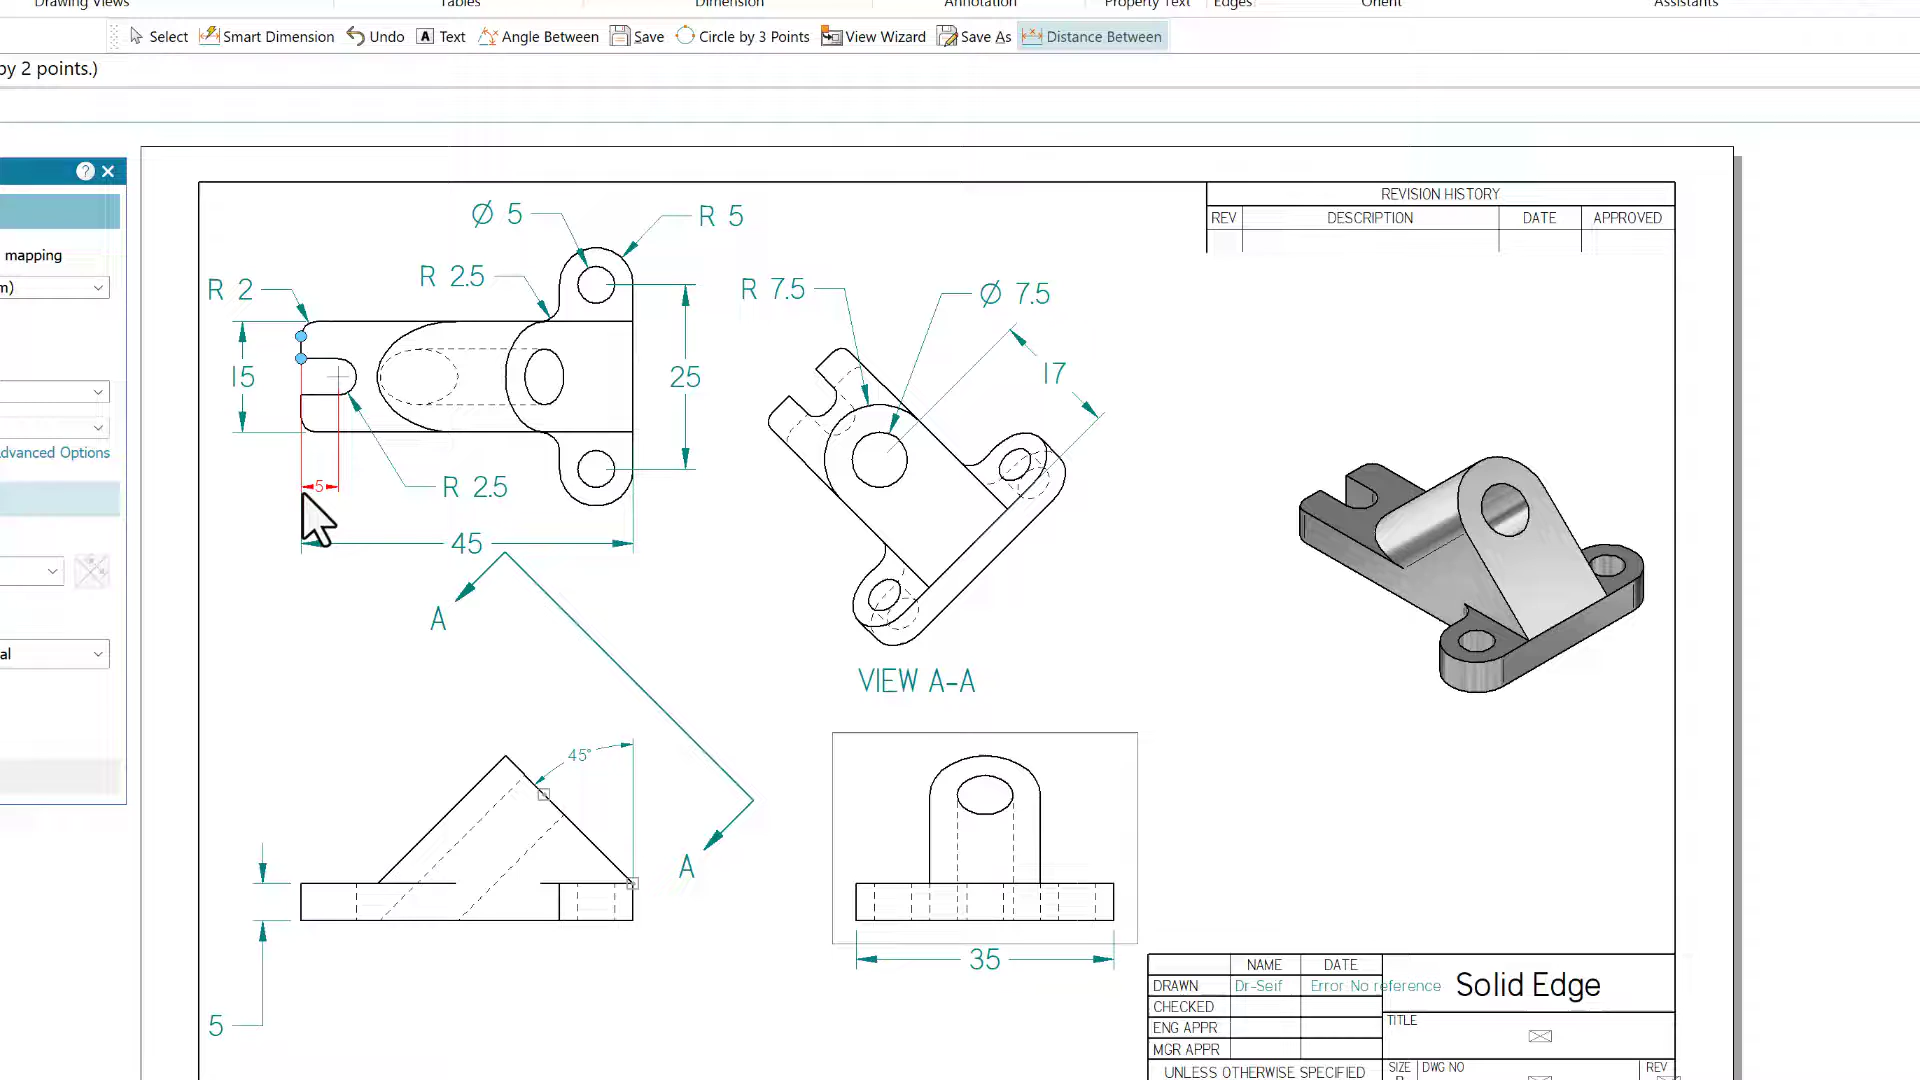 Drawing Views Tables Dimension Annotation Property Text Edges Orient Assistants
Select Smart Dimension Undo Text Angle Between Save Circle by 3 Points View Wizard Save As Distance Between
by 2 points.)
mapping
m)
dvanced Options
al
REVISION HISTORY
REV DESCRIPTION DATE APPROVED
Ø 5
R 5
R 2.5
R 2
15
25
R 2.5
5
45
R 7.5
Ø 7.5
17
A
VIEW A-A
45°
A
5
35
NAME DATE
DRAWN Dr-Seif Error No reference
CHECKED
ENG APPR
MGR APPR
UNLESS OTHERWISE SPECIFIED
Solid Edge
TITLE
SIZE DWG NO REV